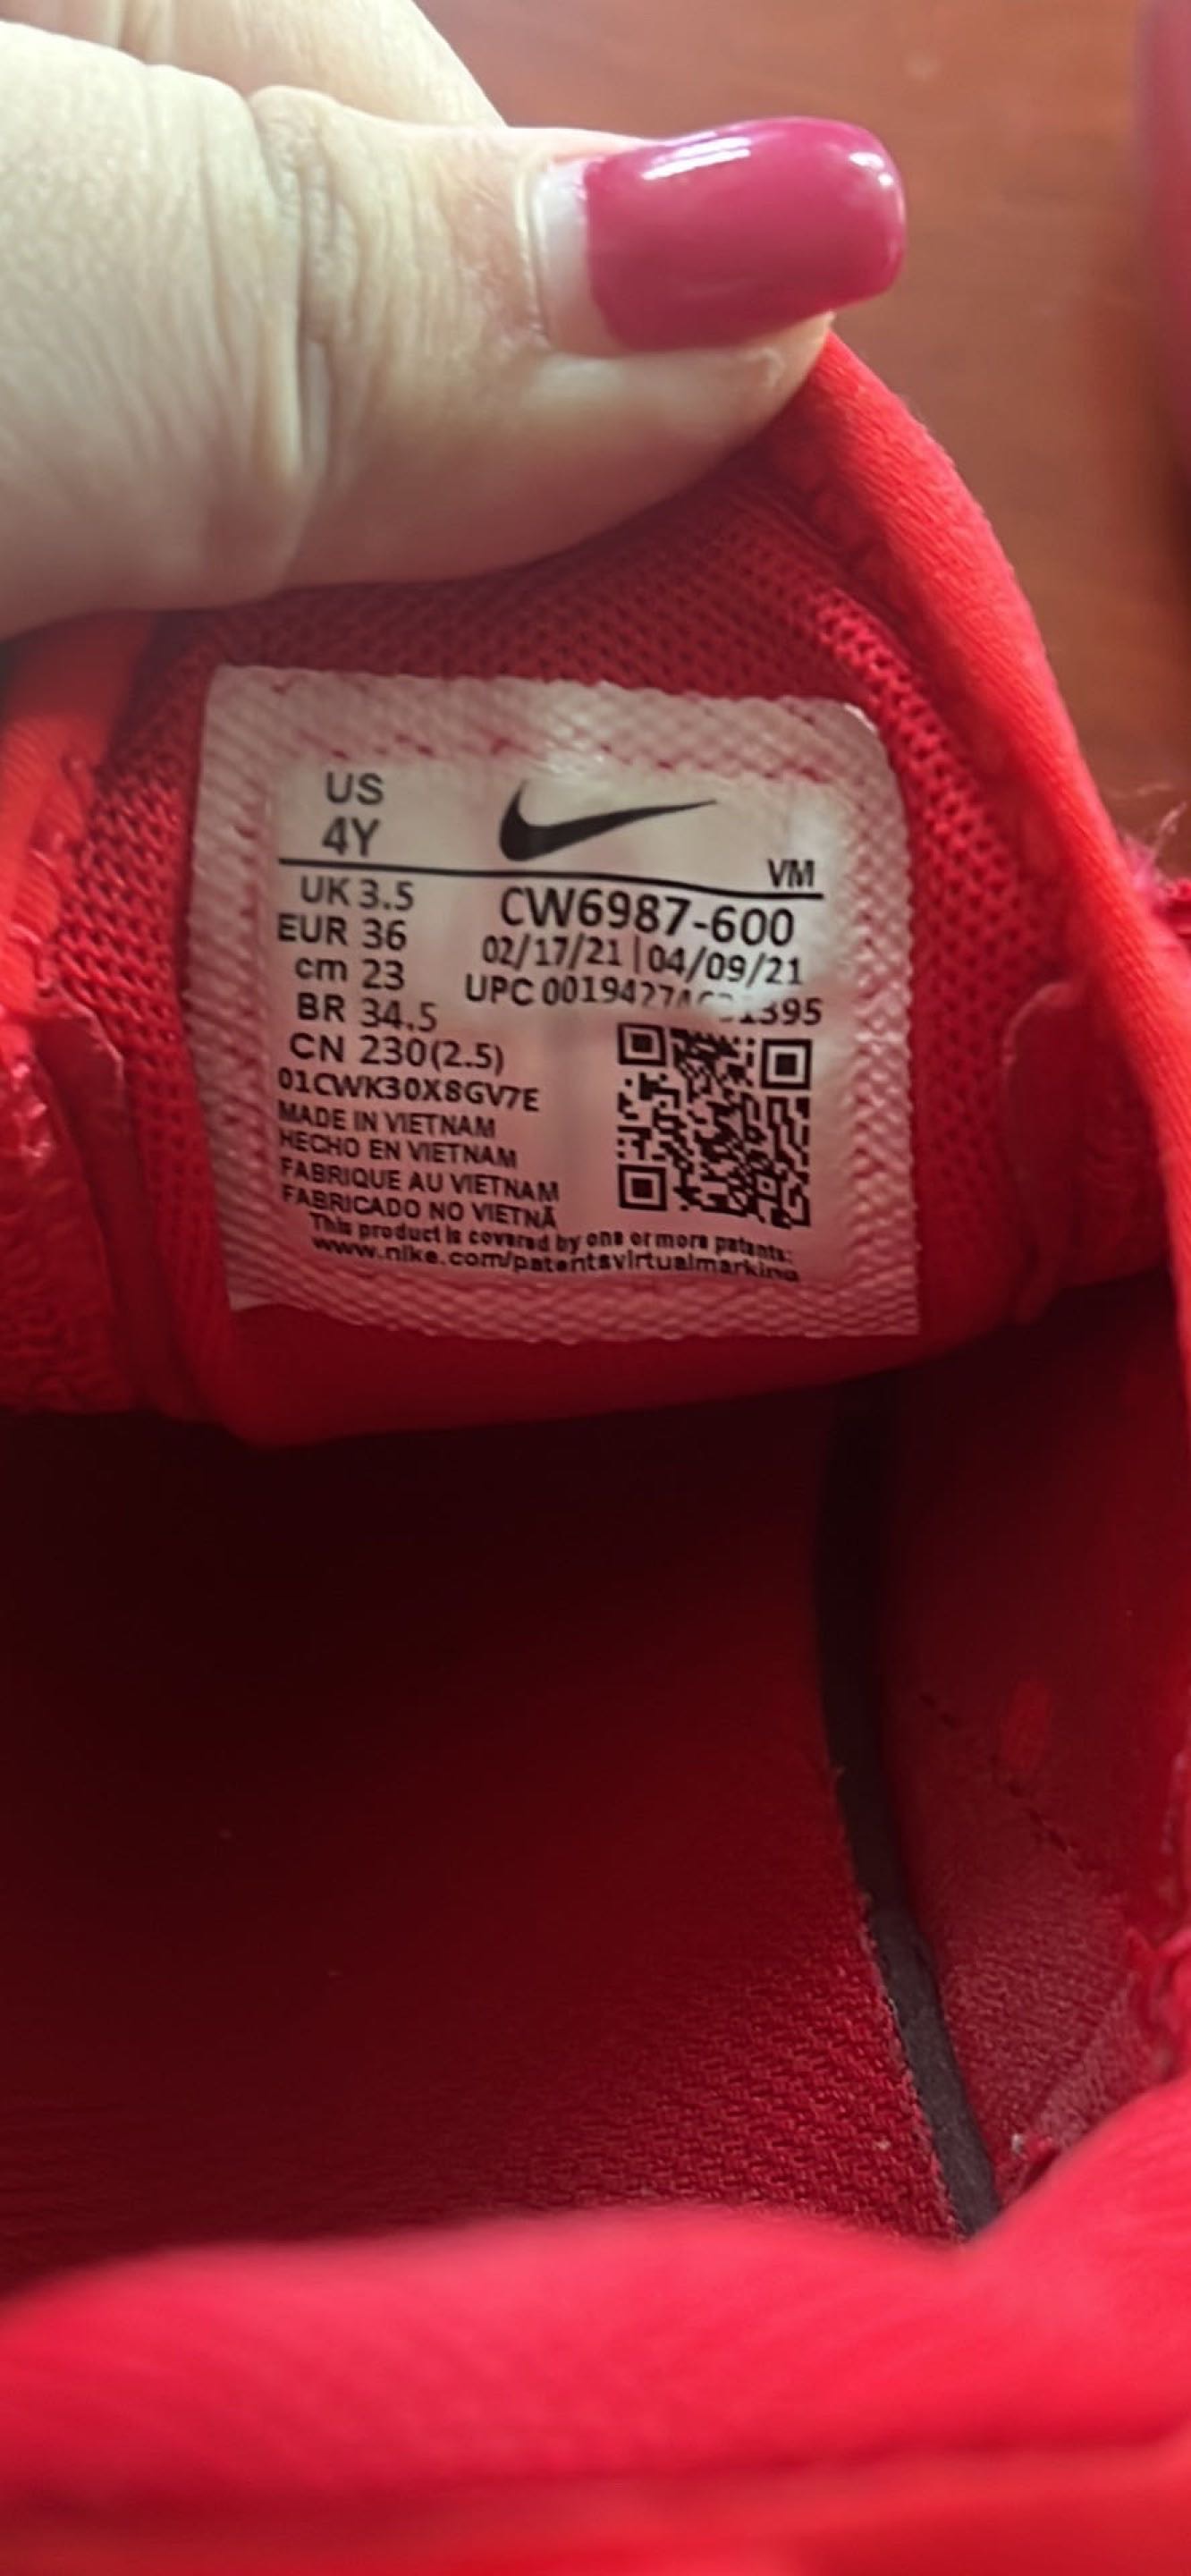 US
4Y
VM
UK 3.5
EUR 36
cm 23
BR 34.5
CN 230(2.5)
CW6987-600
02/17/21 | 04/09/21
UPC
01CWK30X8GV7E
MADE IN VIETNAM
HECHO EN VIETNAM
FABRIQUE AU VIETNAM
FABRICADO NO VIETNÃ
This product is covered by one or more patents:
www.nike.com/patentsvirtualmarking